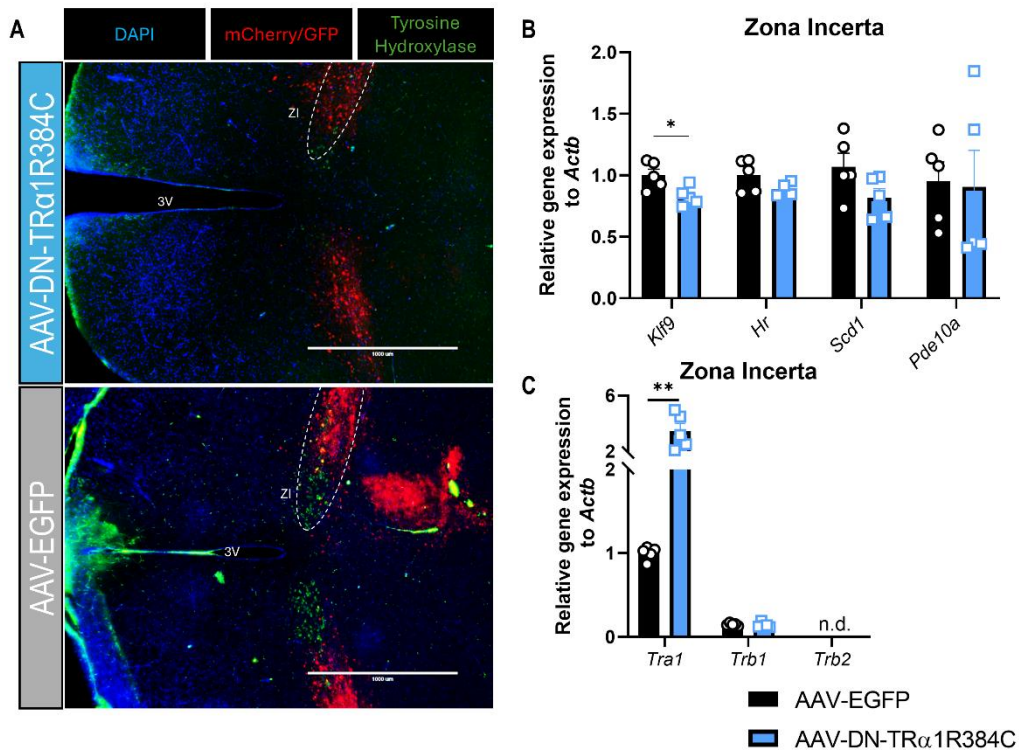 A
DAPI
mCherry/GFP
Tyrosine
Hydroxylase
AAV-DN-TRα1R384C
ZI
3V
1000 um
AAV-EGFP
ZI
3V
1000 um
B
Zona Incerta
Relative gene expression
to Actb
2.0
1.5
1.0
0.5
0.0
*
Klf9
Hr
Scd1
Pde10a
C
Zona Incerta
Relative gene expression
to Actb
6
2
2
1
0
**
n.d.
Tra1
Trb1
Trb2
AAV-EGFP
AAV-DN-TRα1R384C